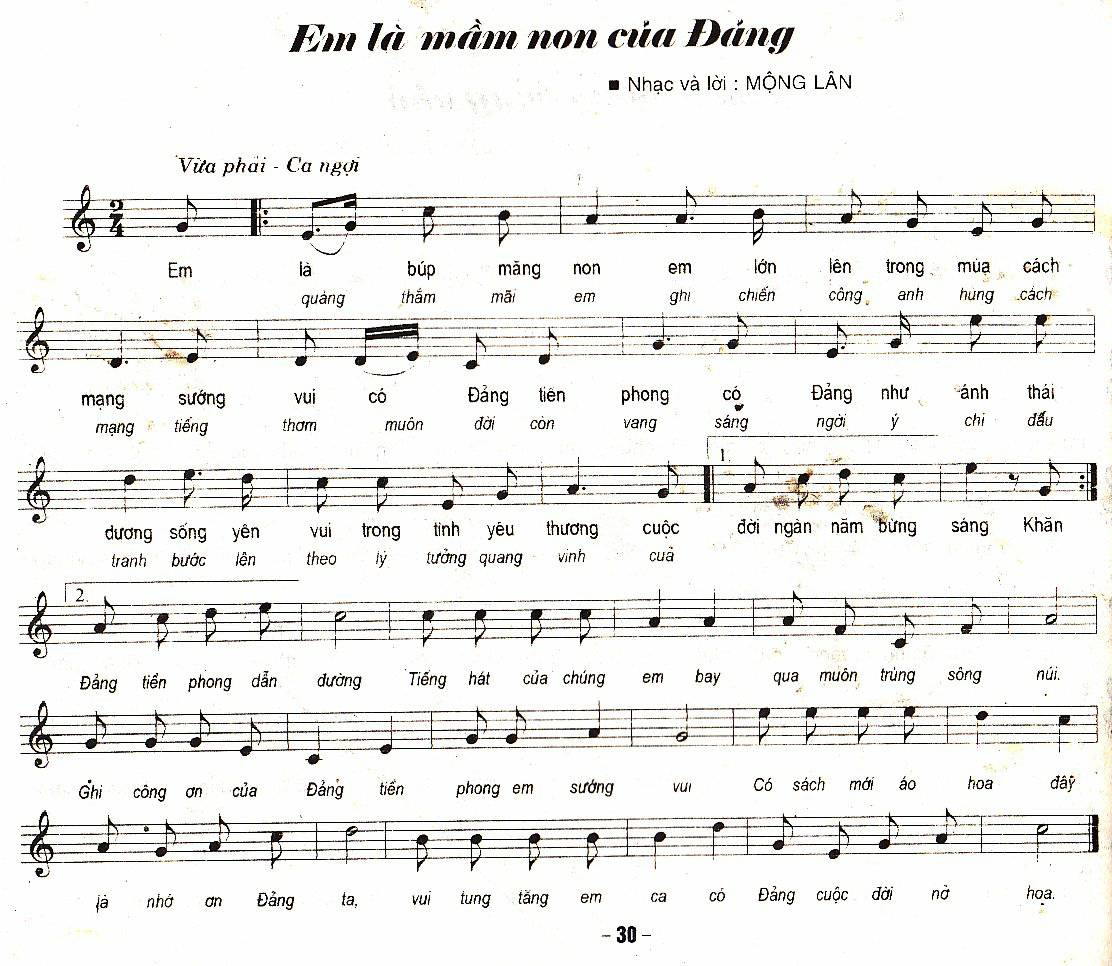 Em là mầm non của Đảng
■ Nhạc và lời : MỘNG LÂN
Vừa phải - Ca ngợi
2
4
Em là búp măng non em lớn lên trong mùa cách
quàng thắm mãi em ghi chiến công anh hùng cách
mạng sướng vui có Đảng tiên phong có Đảng như ánh thái
mạng tiếng thơm muôn đời còn vang sáng ngời ý chi đấu
1.
dương sống yên vui trong tình yêu thương cuộc đời ngàn năm bừng sáng Khăn
tranh bước lên theo lý tưởng quang vinh cuả
2.
Đảng tiền phong dẫn đường Tiếng hát của chúng em bay qua muôn trùng sông núi.
Ghi công ơn của Đảng tiền phong em sướng vui Có sách mới áo hoa đây
là nhờ ơn Đảng ta, vui tung tăng em ca có Đảng cuộc đời nở hoa.
– 30 –